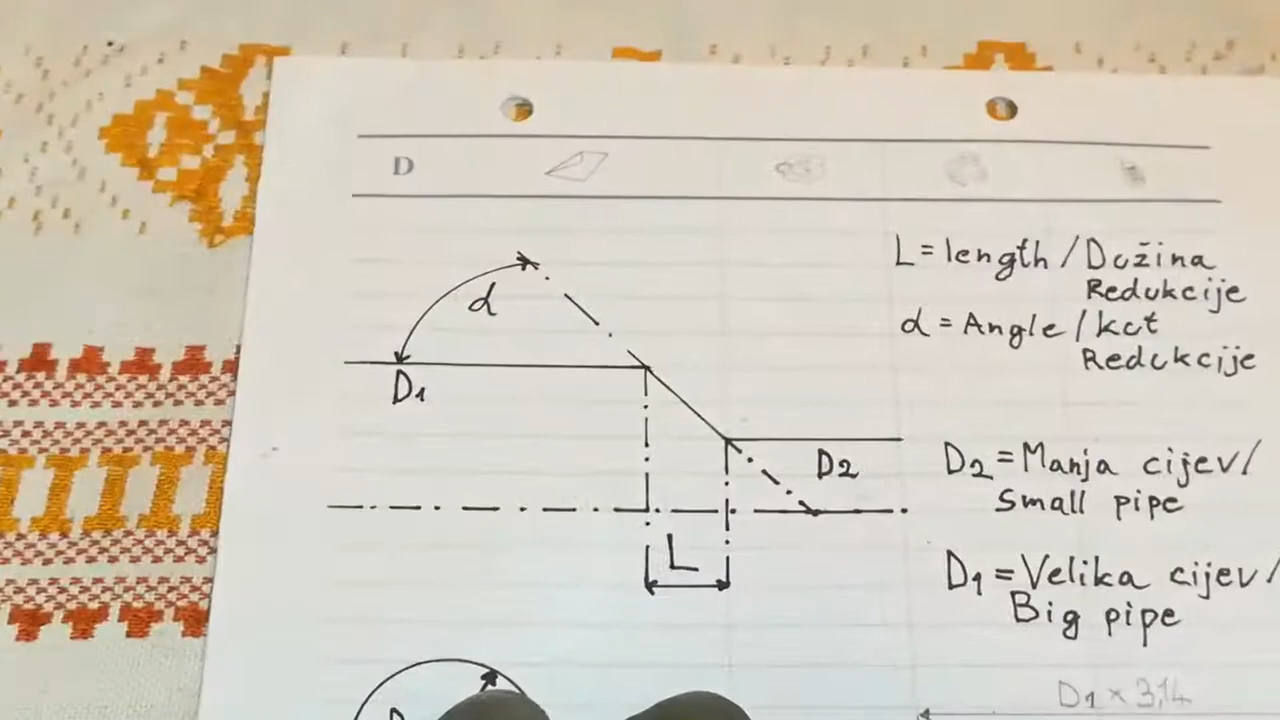 D
L = length / Dužina
Redukcije
α = Angle / kut
Redukcije
α
D1
D2
D2 = Manja cijev /
Small pipe
L
D1 = Velika cijev /
Big pipe
D1 x 3,14